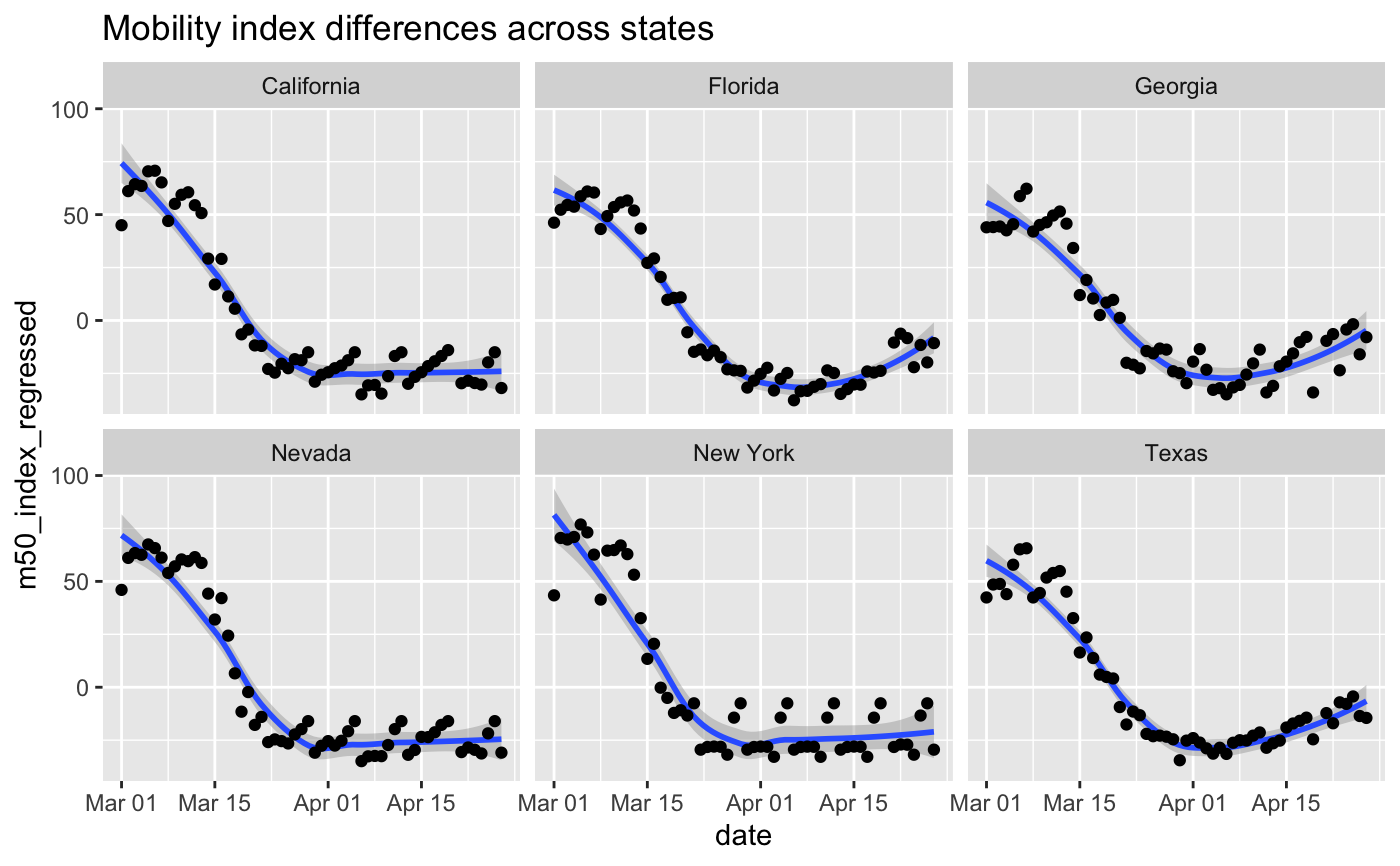 Mobility index differences across states
California Florida Georgia
100
50
0
m50_index_regressed
Nevada New York Texas
100
50
0
Mar 01 Mar 15 Apr 01 Apr 15 Mar 01 Mar 15 Apr 01 Apr 15 Mar 01 Mar 15 Apr 01 Apr 15
date